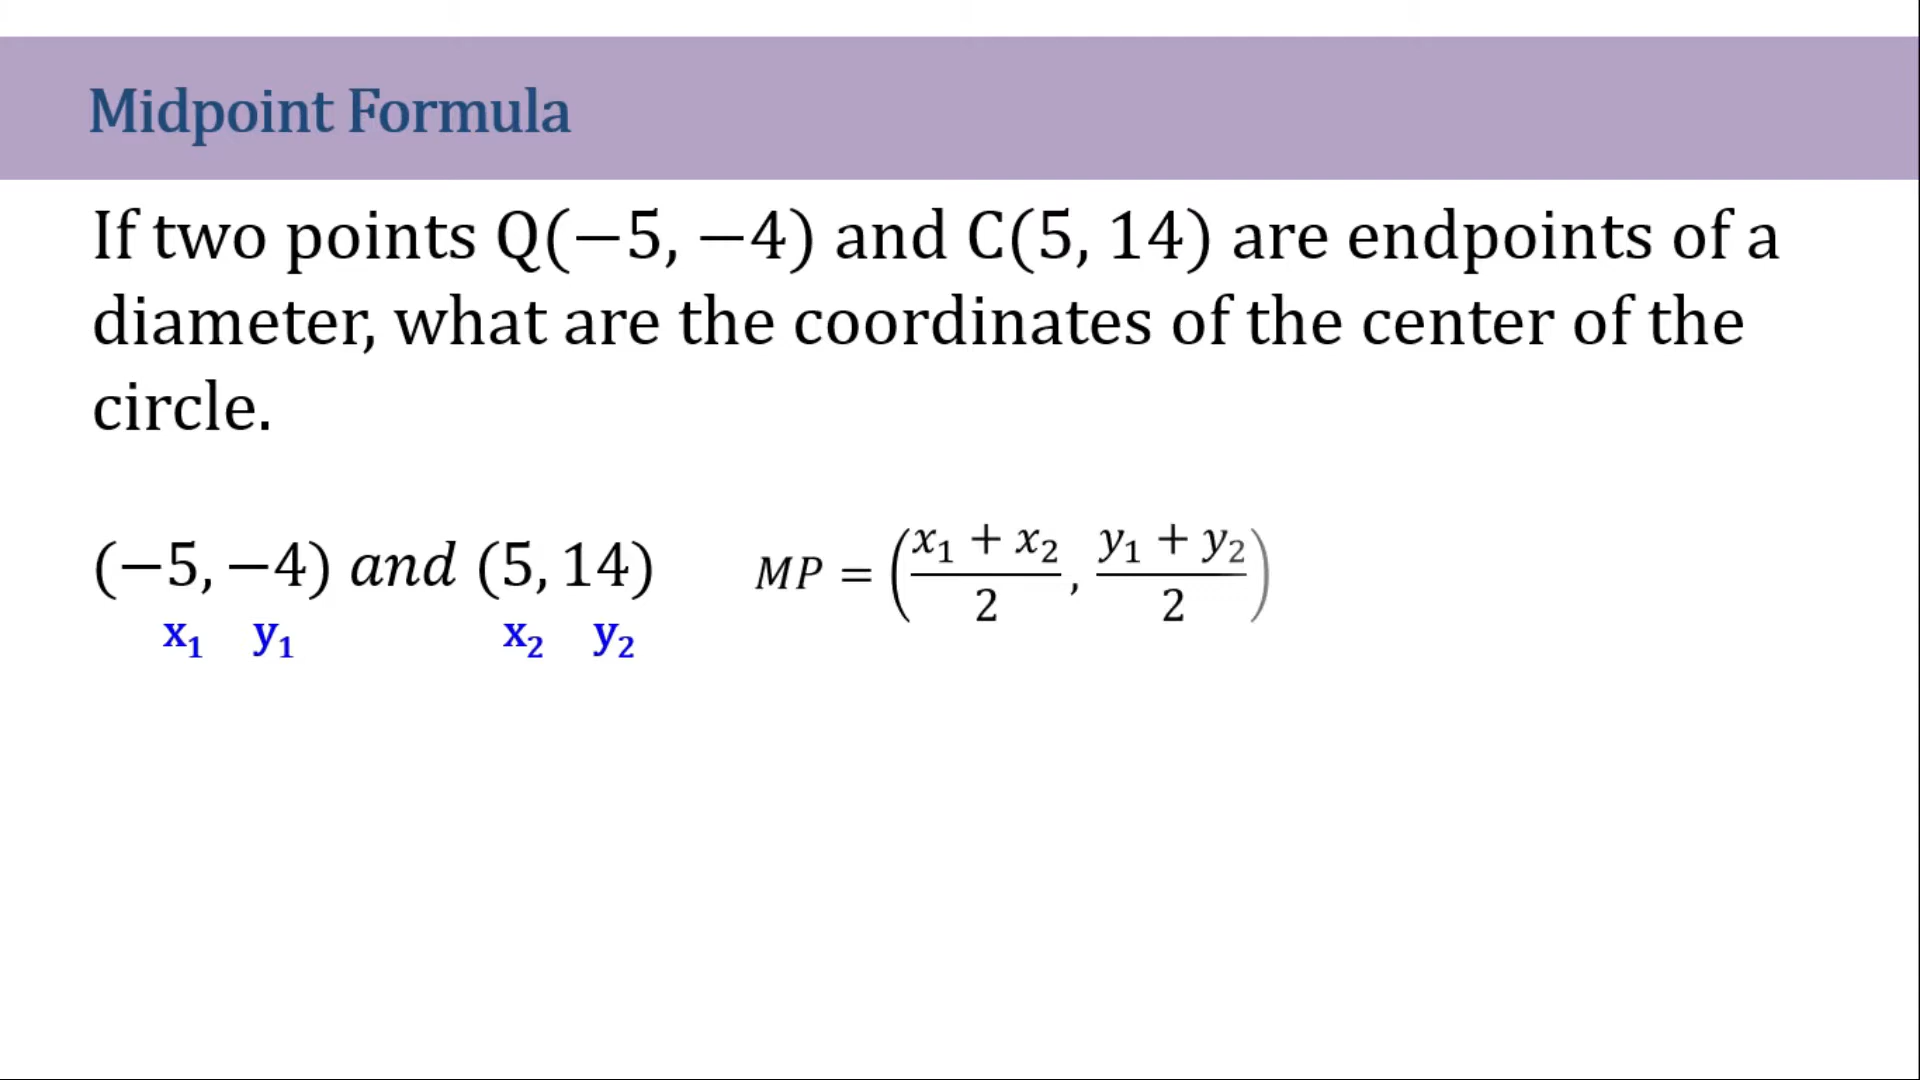 Midpoint Formula
If two points Q(−5, −4) and C(5, 14) are endpoints of a
diameter, what are the coordinates of the center of the
circle.
(−5, −4) and (5, 14) MP = (x₁ + x₂ / 2, y₁ + y₂ / 2)
x₁ y₁ x₂ y₂